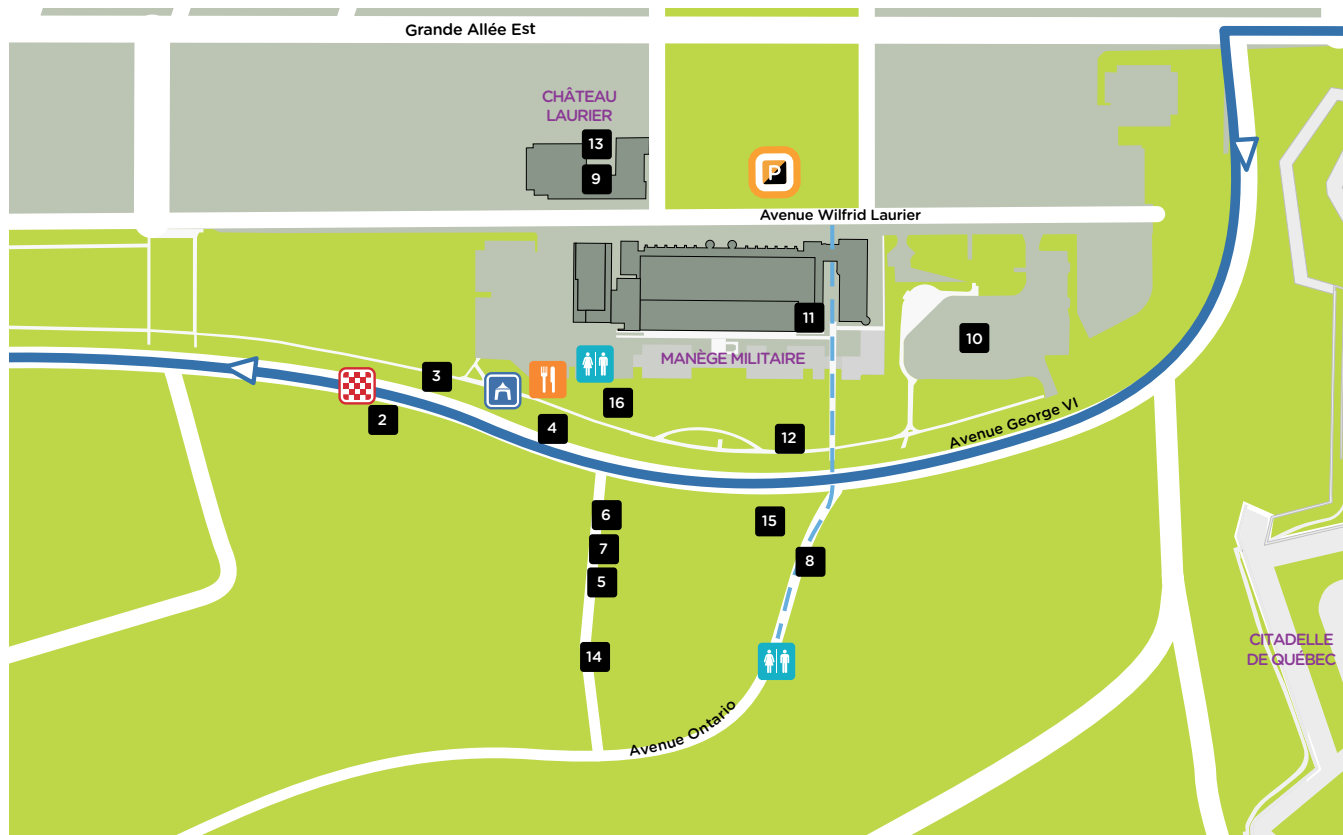 Grande Allée Est
CHÂTEAU
LAURIER
13
9
P
Avenue Wilfrid Laurier
11
10
MANÈGE MILITAIRE
3
2
16
4
12
Avenue George VI
6
15
7
8
5
14
CITADELLE
DE QUÉBEC
Avenue Ontario